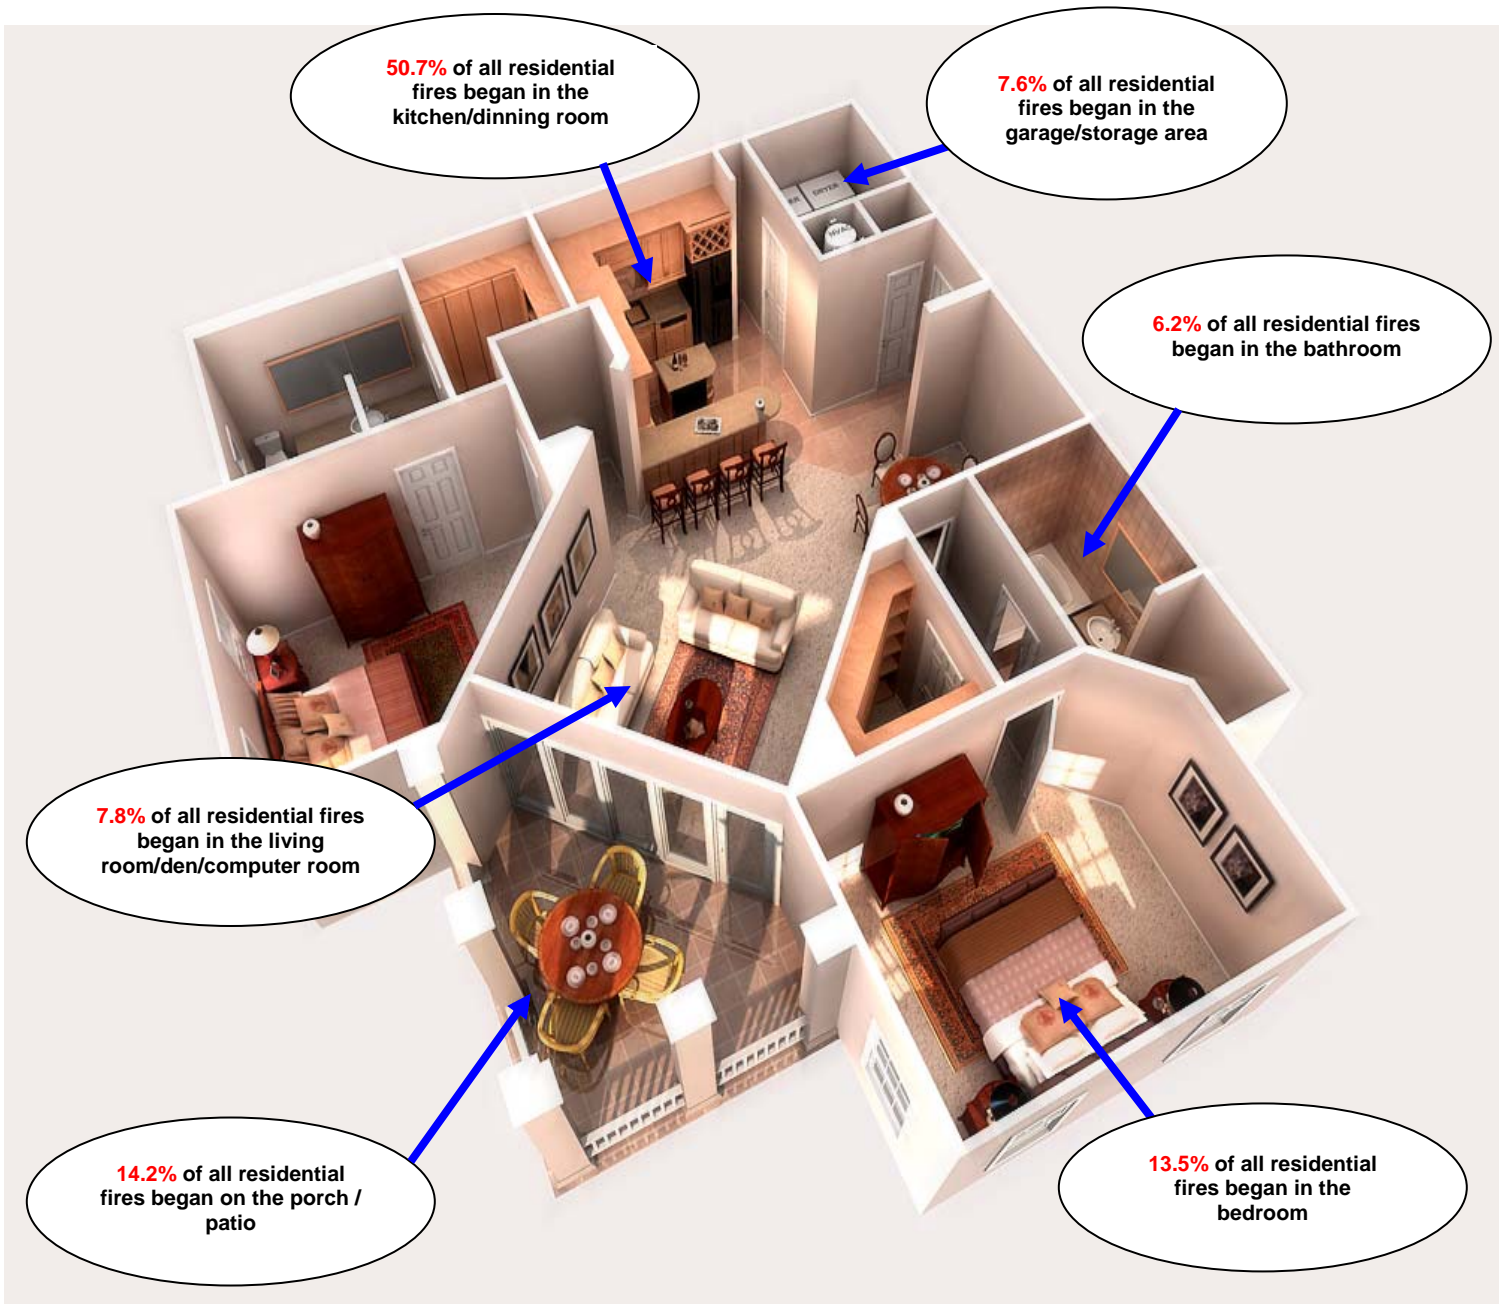 50.7% of all residential
fires began in the
kitchen/dinning room
7.6% of all residential
fires began in the
garage/storage area
DRYER
HVAC
6.2% of all residential fires
began in the bathroom
7.8% of all residential fires
began in the living
room/den/computer room
14.2% of all residential
fires began on the porch /
patio
13.5% of all residential
fires began in the
bedroom